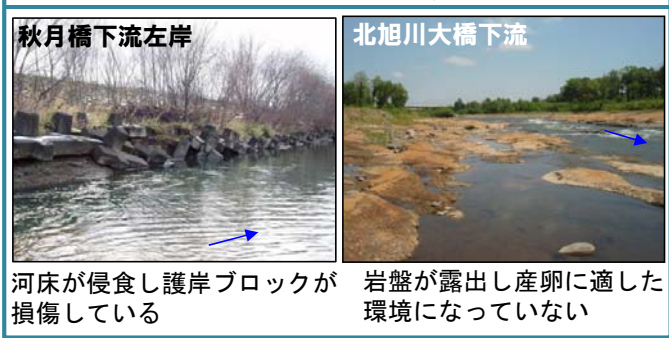 秋月橋下流左岸
北旭川大橋下流
河床が侵食し護岸ブロックが
損傷している
岩盤が露出し産卵に適した
環境になっていない